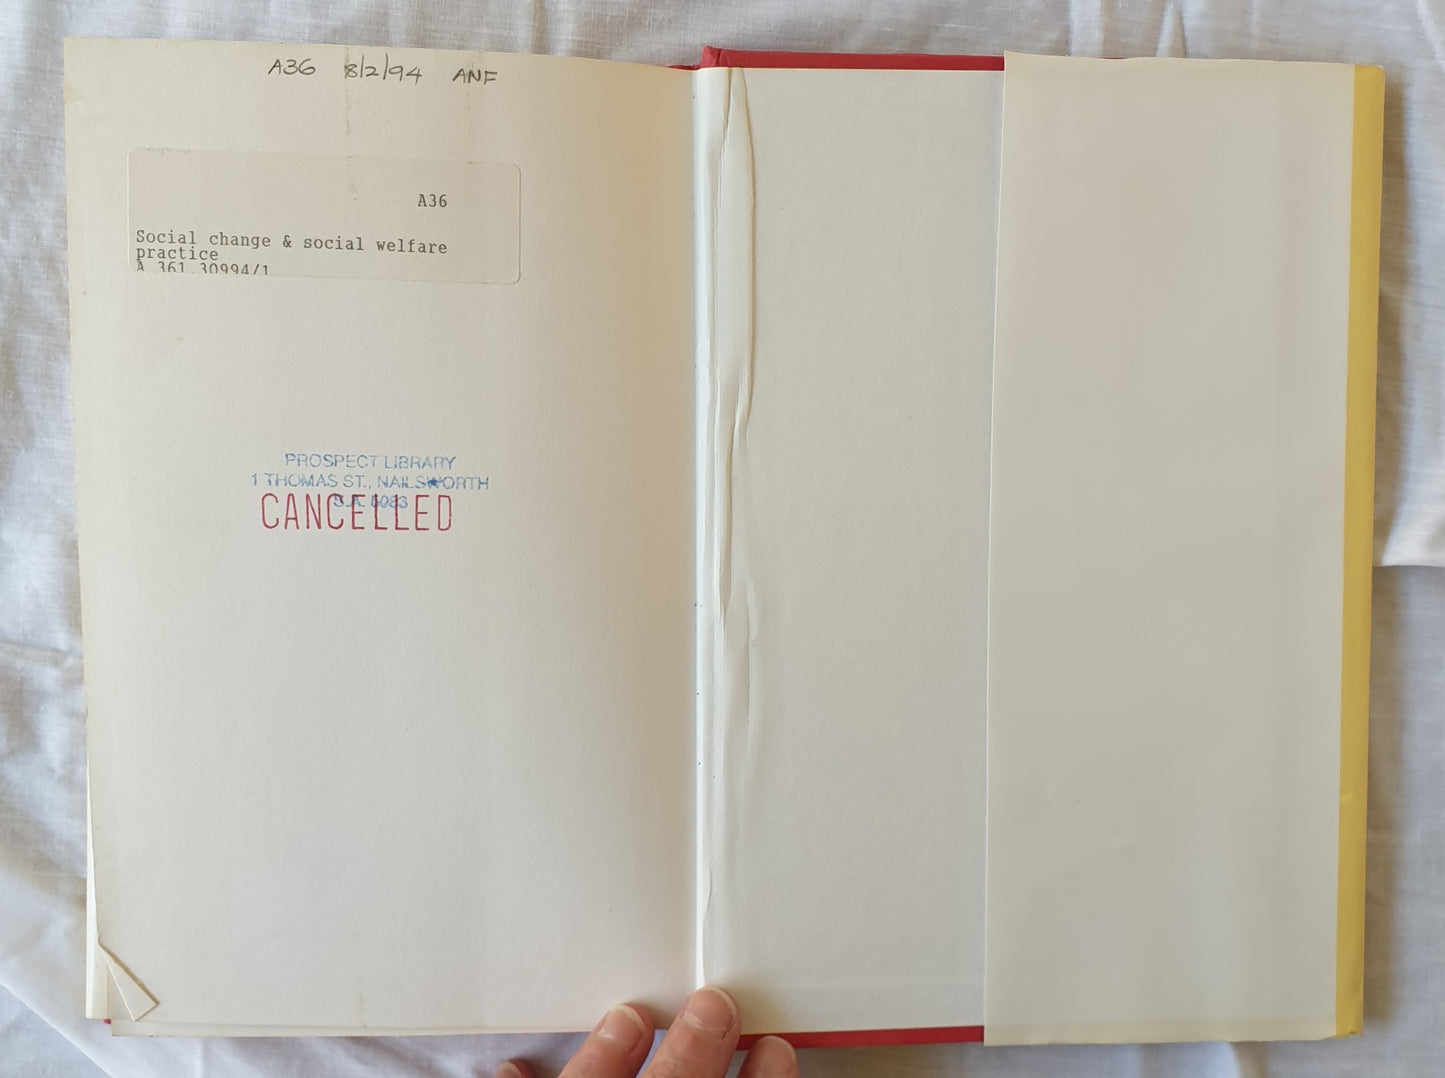 A36 8/2/94 ANF
A36
Social change & social welfare
practice
A 361.30994/1
PROSPECT LIBRARY
1 THOMAS ST., NAILSWORTH
S.A. 5083
CANCELLED